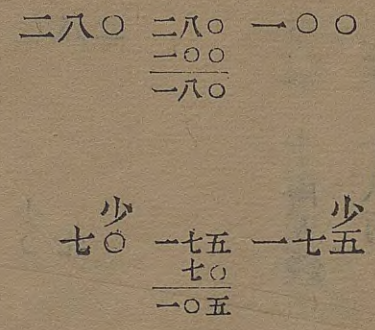 二八〇 二八〇 一〇〇
一〇〇
一八〇
少 少
七〇 一七五 一七五
七〇
一〇五